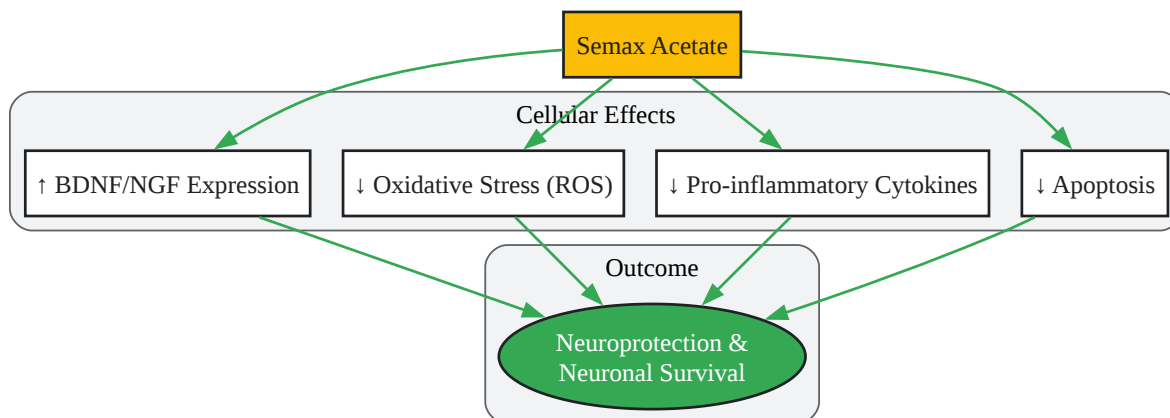 Semax Acetate
Cellular Effects
↑ BDNF/NGF Expression
↓ Oxidative Stress (ROS)
↓ Pro-inflammatory Cytokines
↓ Apoptosis
Outcome
Neuroprotection &
Neuronal Survival